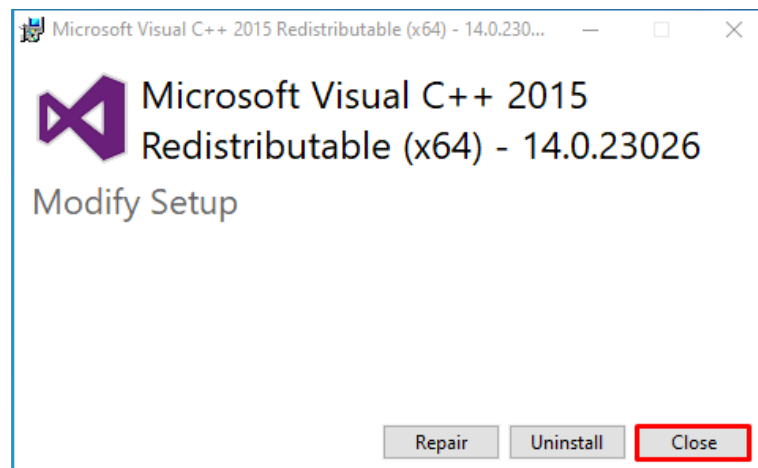 Microsoft Visual C++ 2015 Redistributable (x64) - 14.0.230...
Microsoft Visual C++ 2015
Redistributable (x64) - 14.0.23026
Modify Setup
Repair Uninstall Close